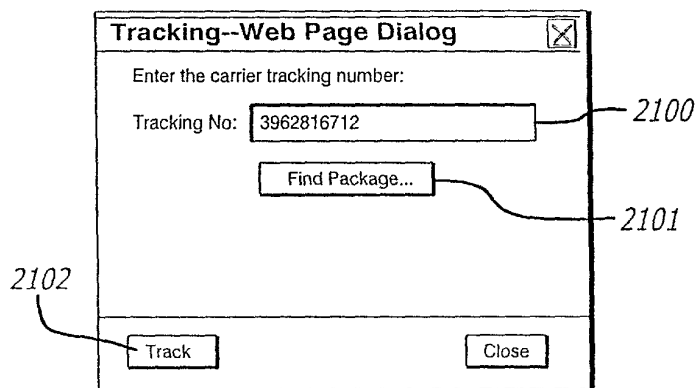 Tracking--Web Page Dialog
Enter the carrier tracking number:
Tracking No: 3962816712
2100
Find Package...
2101
2102
Track
Close